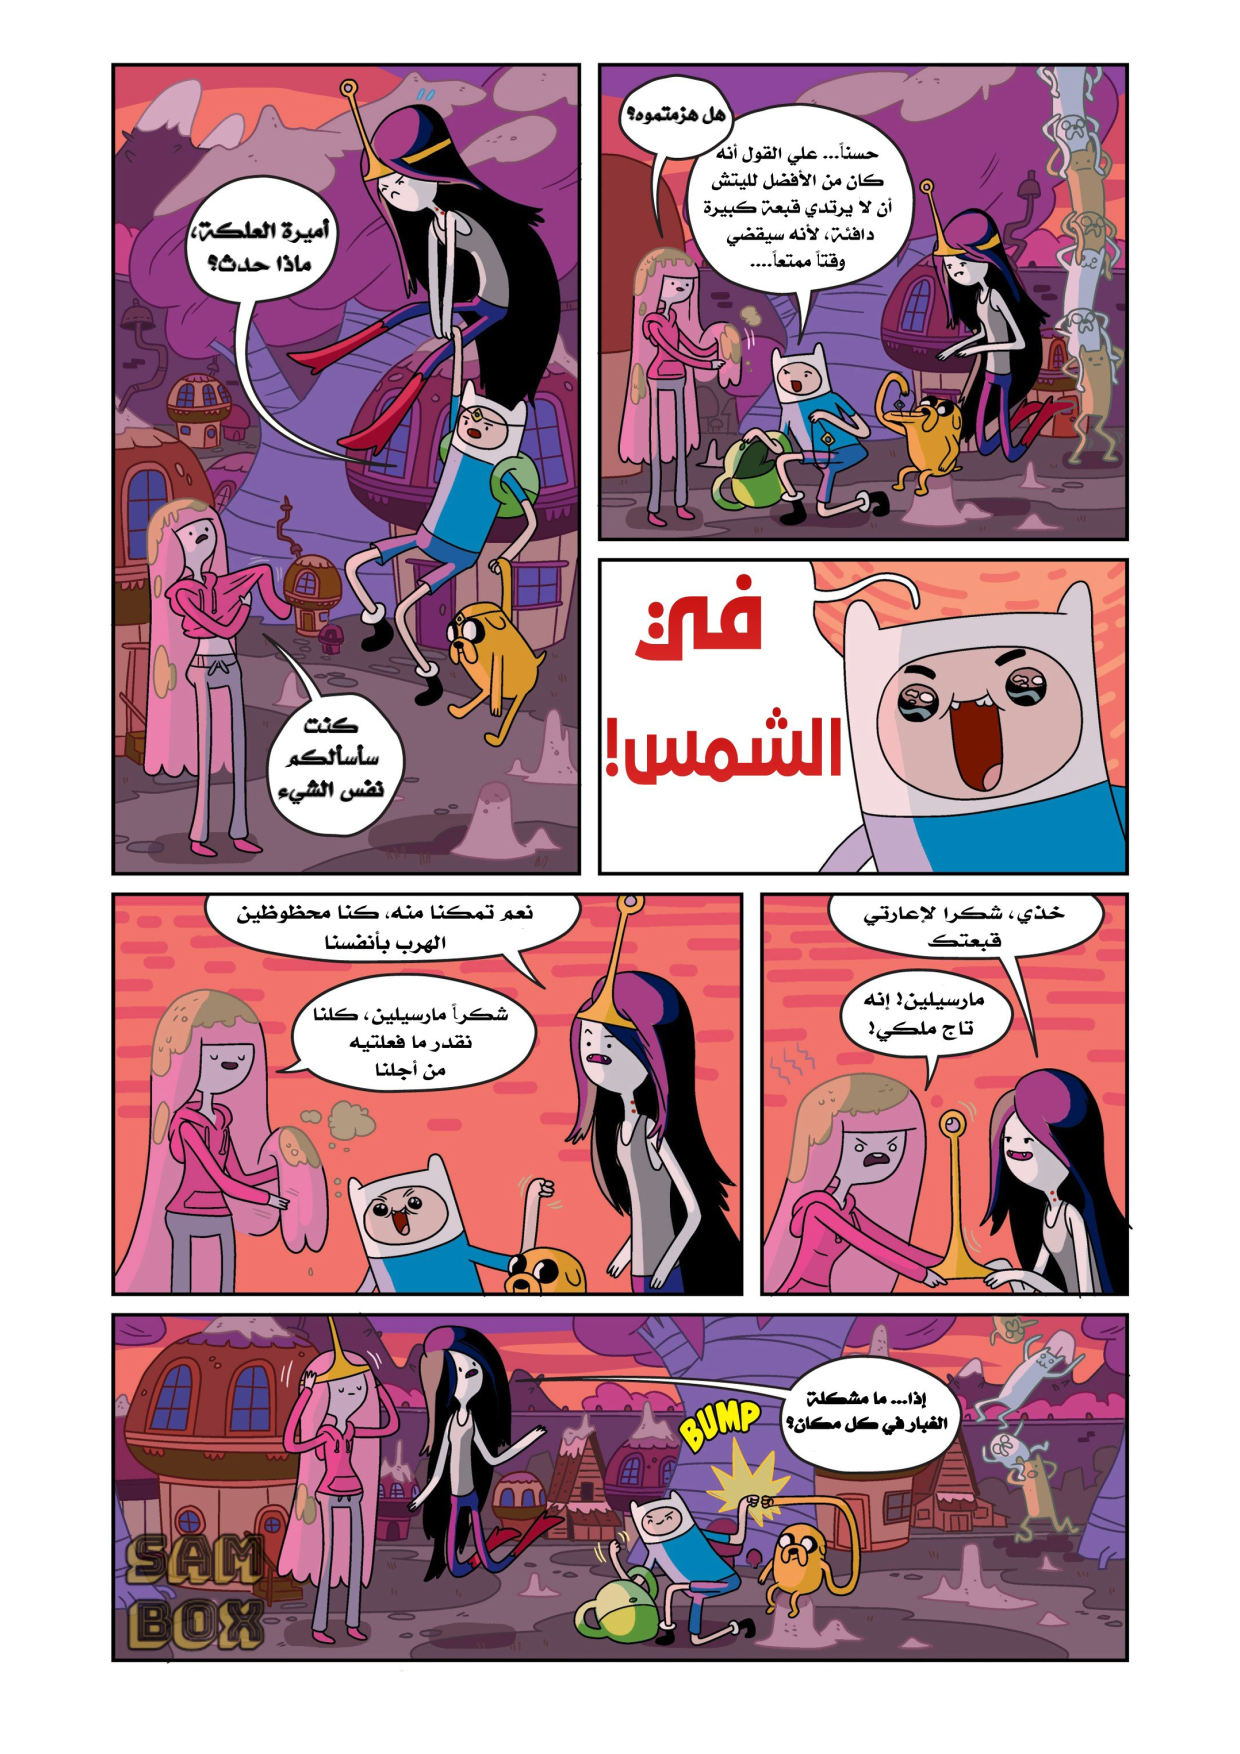 أميرة العلكة،
ماذا حدث؟
كنت
سأسألكم
نفس الشيء
هل هزمتموه؟
حسناً... علي القول أنه
كان من الأفضل لليتش
أن لا يرتدي قبعة كبيرة
دافئة، لأنه سيقضي
وقتاً ممتعاً....
في
الشمس!
نعم تمكنا منه، كنا محظوظين
الهرب بأنفسنا
شكراً مارسيلين، كلنا
نقدر ما فعلتيه
من أجلنا
خذي، شكرا لإعارتي
قبعتك
مارسيلين! إنه
تاج ملكي!
إذا... ما مشكلة
الغبار في كل مكان؟
BUMP
SAM
BOX